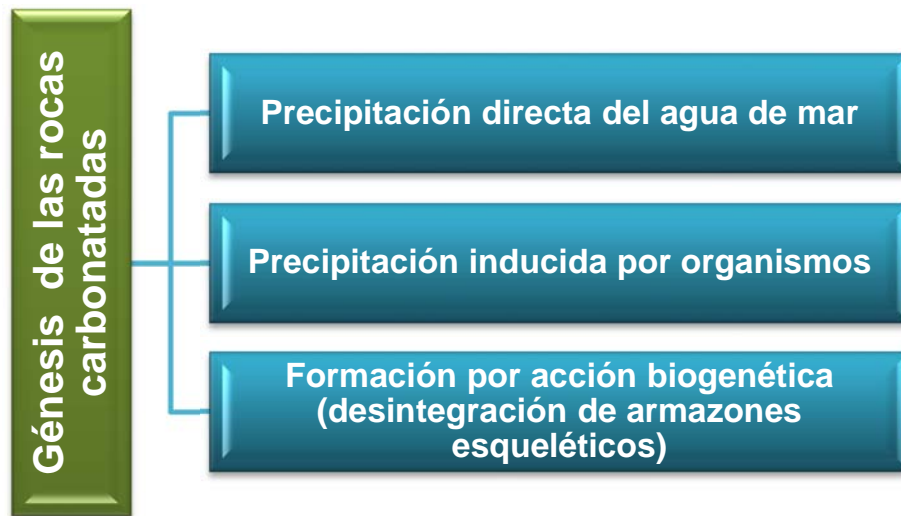 Génesis de las rocas
carbonatadas
Precipitación directa del agua de mar
Precipitación inducida por organismos
Formación por acción biogenética
(desintegración de armazones
esqueléticos)